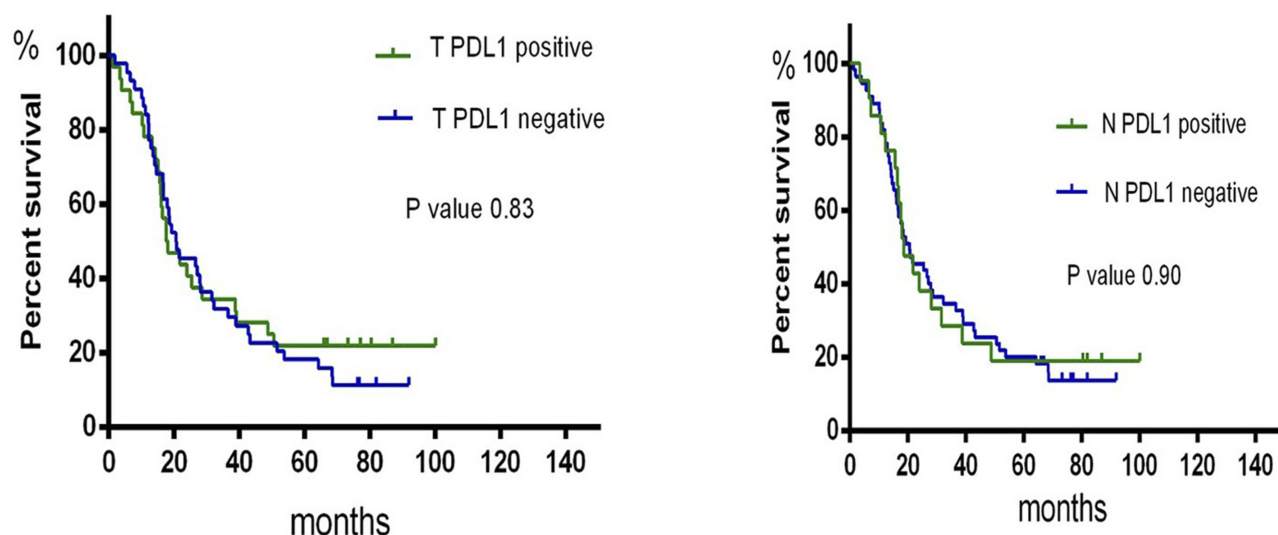 %
100
80
60
40
20
0
Percent survival
T PDL1 positive
T PDL1 negative
P value 0.83
0 20 40 60 80 100 120 140
months
%
100
80
60
40
20
0
Percent survival
N PDL1 positive
N PDL1 negative
P value 0.90
0 20 40 60 80 100 120 140
months